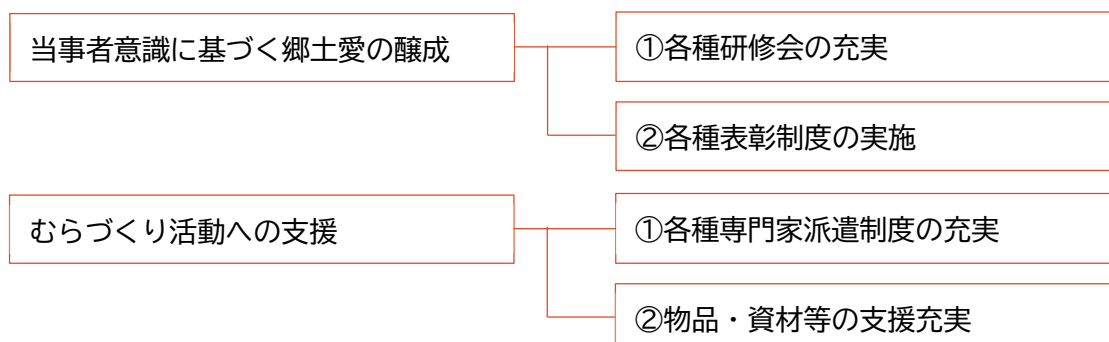 当事者意識に基づく郷土愛の醸成
①各種研修会の充実
②各種表彰制度の実施
むらづくり活動への支援
①各種専門家派遣制度の充実
②物品・資材等の支援充実